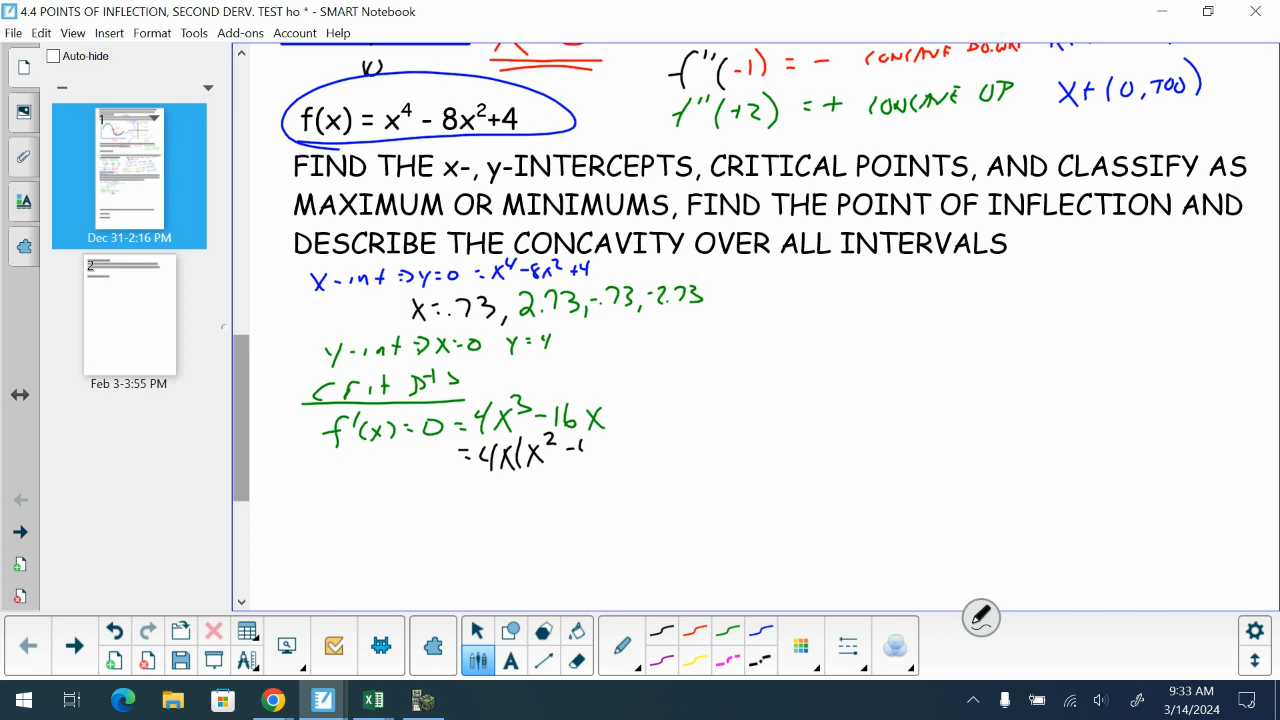 4.4 POINTS OF INFLECTION, SECOND DERV. TEST ho * - SMART Notebook
File Edit View Insert Format Tools Add-ons Help
Auto-hide
1
Dec 31-2:16 PM
2
Feb 3-3:55 PM
f''(-1) = - CONCAVE DOWN
f''(+2) = + CONCAVE UP x+(0,+∞)
f(x) = x⁴ - 8x²+4
FIND THE x-, y-INTERCEPTS, CRITICAL POINTS, AND CLASSIFY AS
MAXIMUM OR MINIMUMS, FIND THE POINT OF INFLECTION AND
DESCRIBE THE CONCAVITY OVER ALL INTERVALS
x-int => y=0 = x⁴-8x²+4
x=.73, 2.73, -.73, -2.73
y-int => x=0 y=4
crit pts
f'(x)=0 = 4x³-16x
=4x(x²-
9:33 AM
3/14/2024